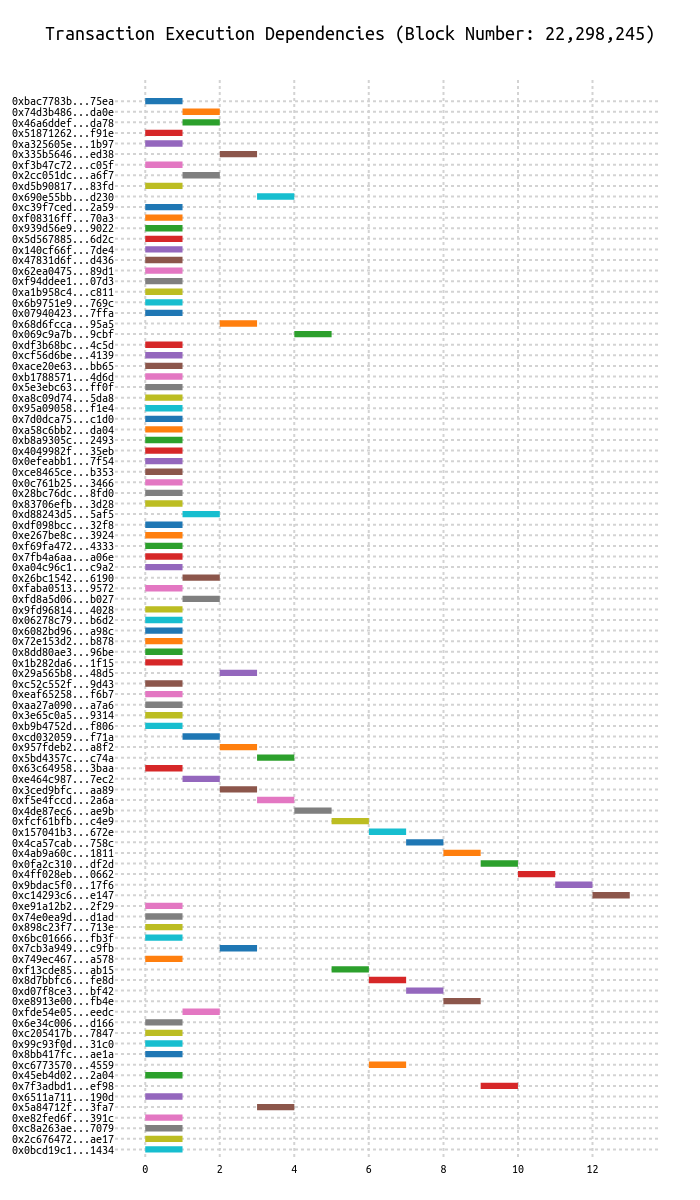 Transaction Execution Dependencies (Block Number: 22,298,245)
0xbac7783b...75ea
0x74d3b486...da0e
0x46a6ddef...da78
0x51871262...f91e
0xa325605e...1b97
0x335b5646...ed38
0xf3b47c72...c05f
0x2cc051dc...a6f7
0xd5b90817...83fd
0x690e55bb...d230
0xc39f7ced...2a59
0xf08316ff...70a3
0x939d56e9...9022
0x5d567885...6d2c
0x140cf66f...7de4
0x47831d6f...d436
0x62ea0475...89d1
0xf94ddee1...07d3
0xa1b958c4...c811
0x6b9751e9...769c
0x07940423...7ffa
0x68d6fcca...95a5
0x069c9a7b...9cbf
0xdf3b68bc...4c5d
0xcf56d6be...4139
0xace20e63...bb65
0xb1788571...4d6d
0x5e3ebc63...ff0f
0xa8c09d74...5da8
0x95a09058...f1e4
0x7d0dca75...c1d0
0xa58c6bb2...da04
0xb8a9305c...2493
0x4049982f...35eb
0x0efeabb1...7f54
0xce8465ce...b353
0x0c761b25...3466
0x28bc76dc...8fd0
0x83706efb...3d28
0xd88243d5...5af5
0xdf098bcc...32f8
0xe267be8c...3924
0xf69fa472...4333
0x7fb4a6aa...a06e
0xa04c96c1...c9a2
0x26bc1542...6190
0xfaba0513...9572
0xfd8a5d06...b027
0x9fd96814...4028
0x06278c79...b6d2
0x6082bd96...a98c
0x72e153d2...b878
0x8dd80ae3...96be
0x1b282da6...1f15
0x29a565b8...48d5
0xc52c552f...9d43
0xeaf65258...f6b7
0xaa27a090...a7a6
0x3e65c0a5...9314
0xb9b4752d...f806
0xcd032059...f71a
0x957fdeb2...a8f2
0x5bd4357c...c74a
0x63c64958...3baa
0xe464c987...7ec2
0x3ced9bfc...aa89
0xf5e4fccd...2a6a
0x4de87ec6...ae9b
0xfcf61bfb...c4e9
0x157041b3...672e
0x4ca57cab...758c
0x4ab9a60c...1811
0x0fa2c310...df2d
0x4ff028eb...0662
0x9bdac5f0...17f6
0xc14293c6...e147
0xe91a12b2...2f29
0x74e0ea9d...d1ad
0x898c23f7...713e
0x6bc01666...fb3f
0x7cb3a949...c9fb
0x749ec467...a578
0xf13cde85...ab15
0x8d7bbfc6...fe8d
0xd07f8ce3...bf42
0xe8913e00...fb4e
0xfde54e05...eedc
0x6e34c006...d166
0xc205417b...7847
0x99c93f0d...31c0
0x8bb417fc...ae1a
0xc6773570...4559
0x45eb4d02...2a04
0x7f3adbd1...ef98
0x6511a711...190d
0x5a84712f...3fa7
0xe82fed6f...391c
0xc8a263ae...7079
0x2c676472...ae17
0x0bcd19c1...1434
0 2 4 6 8 10 12